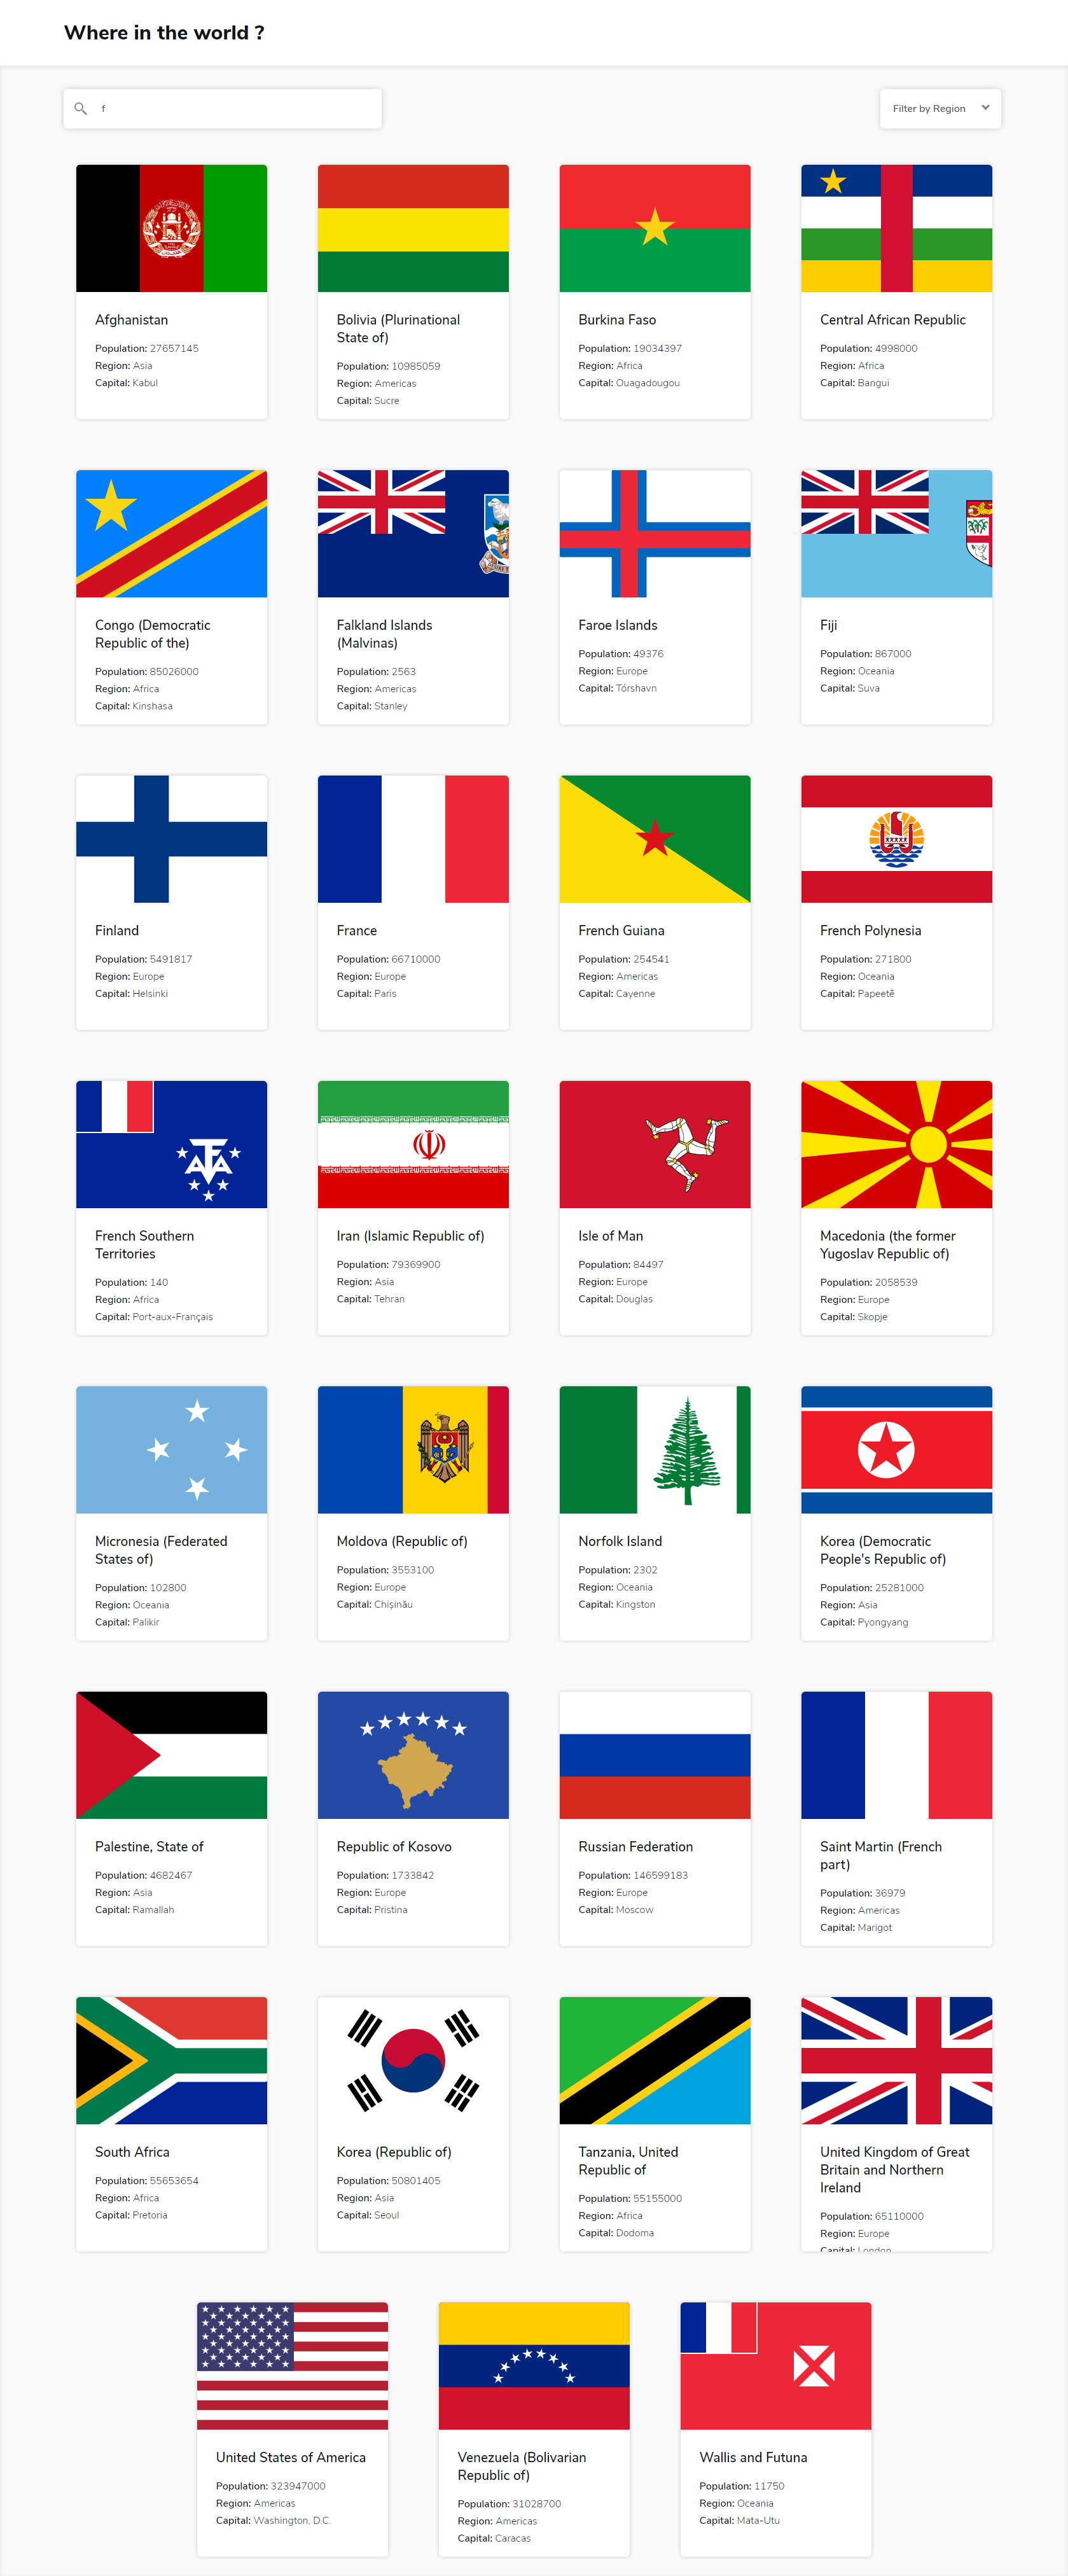 Where in the world ?
f
Filter by Region
Afghanistan
Population: 27657145
Region: Asia
Capital: Kabul
Bolivia (Plurinational
State of)
Population: 10985059
Region: Americas
Capital: Sucre
Burkina Faso
Population: 19034397
Region: Africa
Capital: Ouagadougou
Central African Republic
Population: 4998000
Region: Africa
Capital: Bangui
Congo (Democratic
Republic of the)
Population: 85026000
Region: Africa
Capital: Kinshasa
Falkland Islands
(Malvinas)
Population: 2563
Region: Americas
Capital: Stanley
Faroe Islands
Population: 49376
Region: Europe
Capital: Tórshavn
Fiji
Population: 867000
Region: Oceania
Capital: Suva
Finland
Population: 5491817
Region: Europe
Capital: Helsinki
France
Population: 66710000
Region: Europe
Capital: Paris
French Guiana
Population: 254541
Region: Americas
Capital: Cayenne
French Polynesia
Population: 271800
Region: Oceania
Capital: Papeetē
French Southern
Territories
Population: 140
Region: Africa
Capital: Port-aux-Français
Iran (Islamic Republic of)
Population: 79369900
Region: Asia
Capital: Tehran
Isle of Man
Population: 84497
Region: Europe
Capital: Douglas
Macedonia (the former
Yugoslav Republic of)
Population: 2058539
Region: Europe
Capital: Skopje
Micronesia (Federated
States of)
Population: 102800
Region: Oceania
Capital: Palikir
Moldova (Republic of)
Population: 3553100
Region: Europe
Capital: Chișinău
Norfolk Island
Population: 2302
Region: Oceania
Capital: Kingston
Korea (Democratic
People's Republic of)
Population: 25281000
Region: Asia
Capital: Pyongyang
Palestine, State of
Population: 4682467
Region: Asia
Capital: Ramallah
Republic of Kosovo
Population: 1733842
Region: Europe
Capital: Pristina
Russian Federation
Population: 146599183
Region: Europe
Capital: Moscow
Saint Martin (French
part)
Population: 36979
Region: Americas
Capital: Marigot
South Africa
Population: 55653654
Region: Africa
Capital: Pretoria
Korea (Republic of)
Population: 50801405
Region: Asia
Capital: Seoul
Tanzania, United
Republic of
Population: 55155000
Region: Africa
Capital: Dodoma
United Kingdom of Great
Britain and Northern
Ireland
Population: 65110000
Region: Europe
Capital: London
United States of America
Population: 323947000
Region: Americas
Capital: Washington, D.C.
Venezuela (Bolivarian
Republic of)
Population: 31028700
Region: Americas
Capital: Caracas
Wallis and Futuna
Population: 11750
Region: Oceania
Capital: Mata-Utu